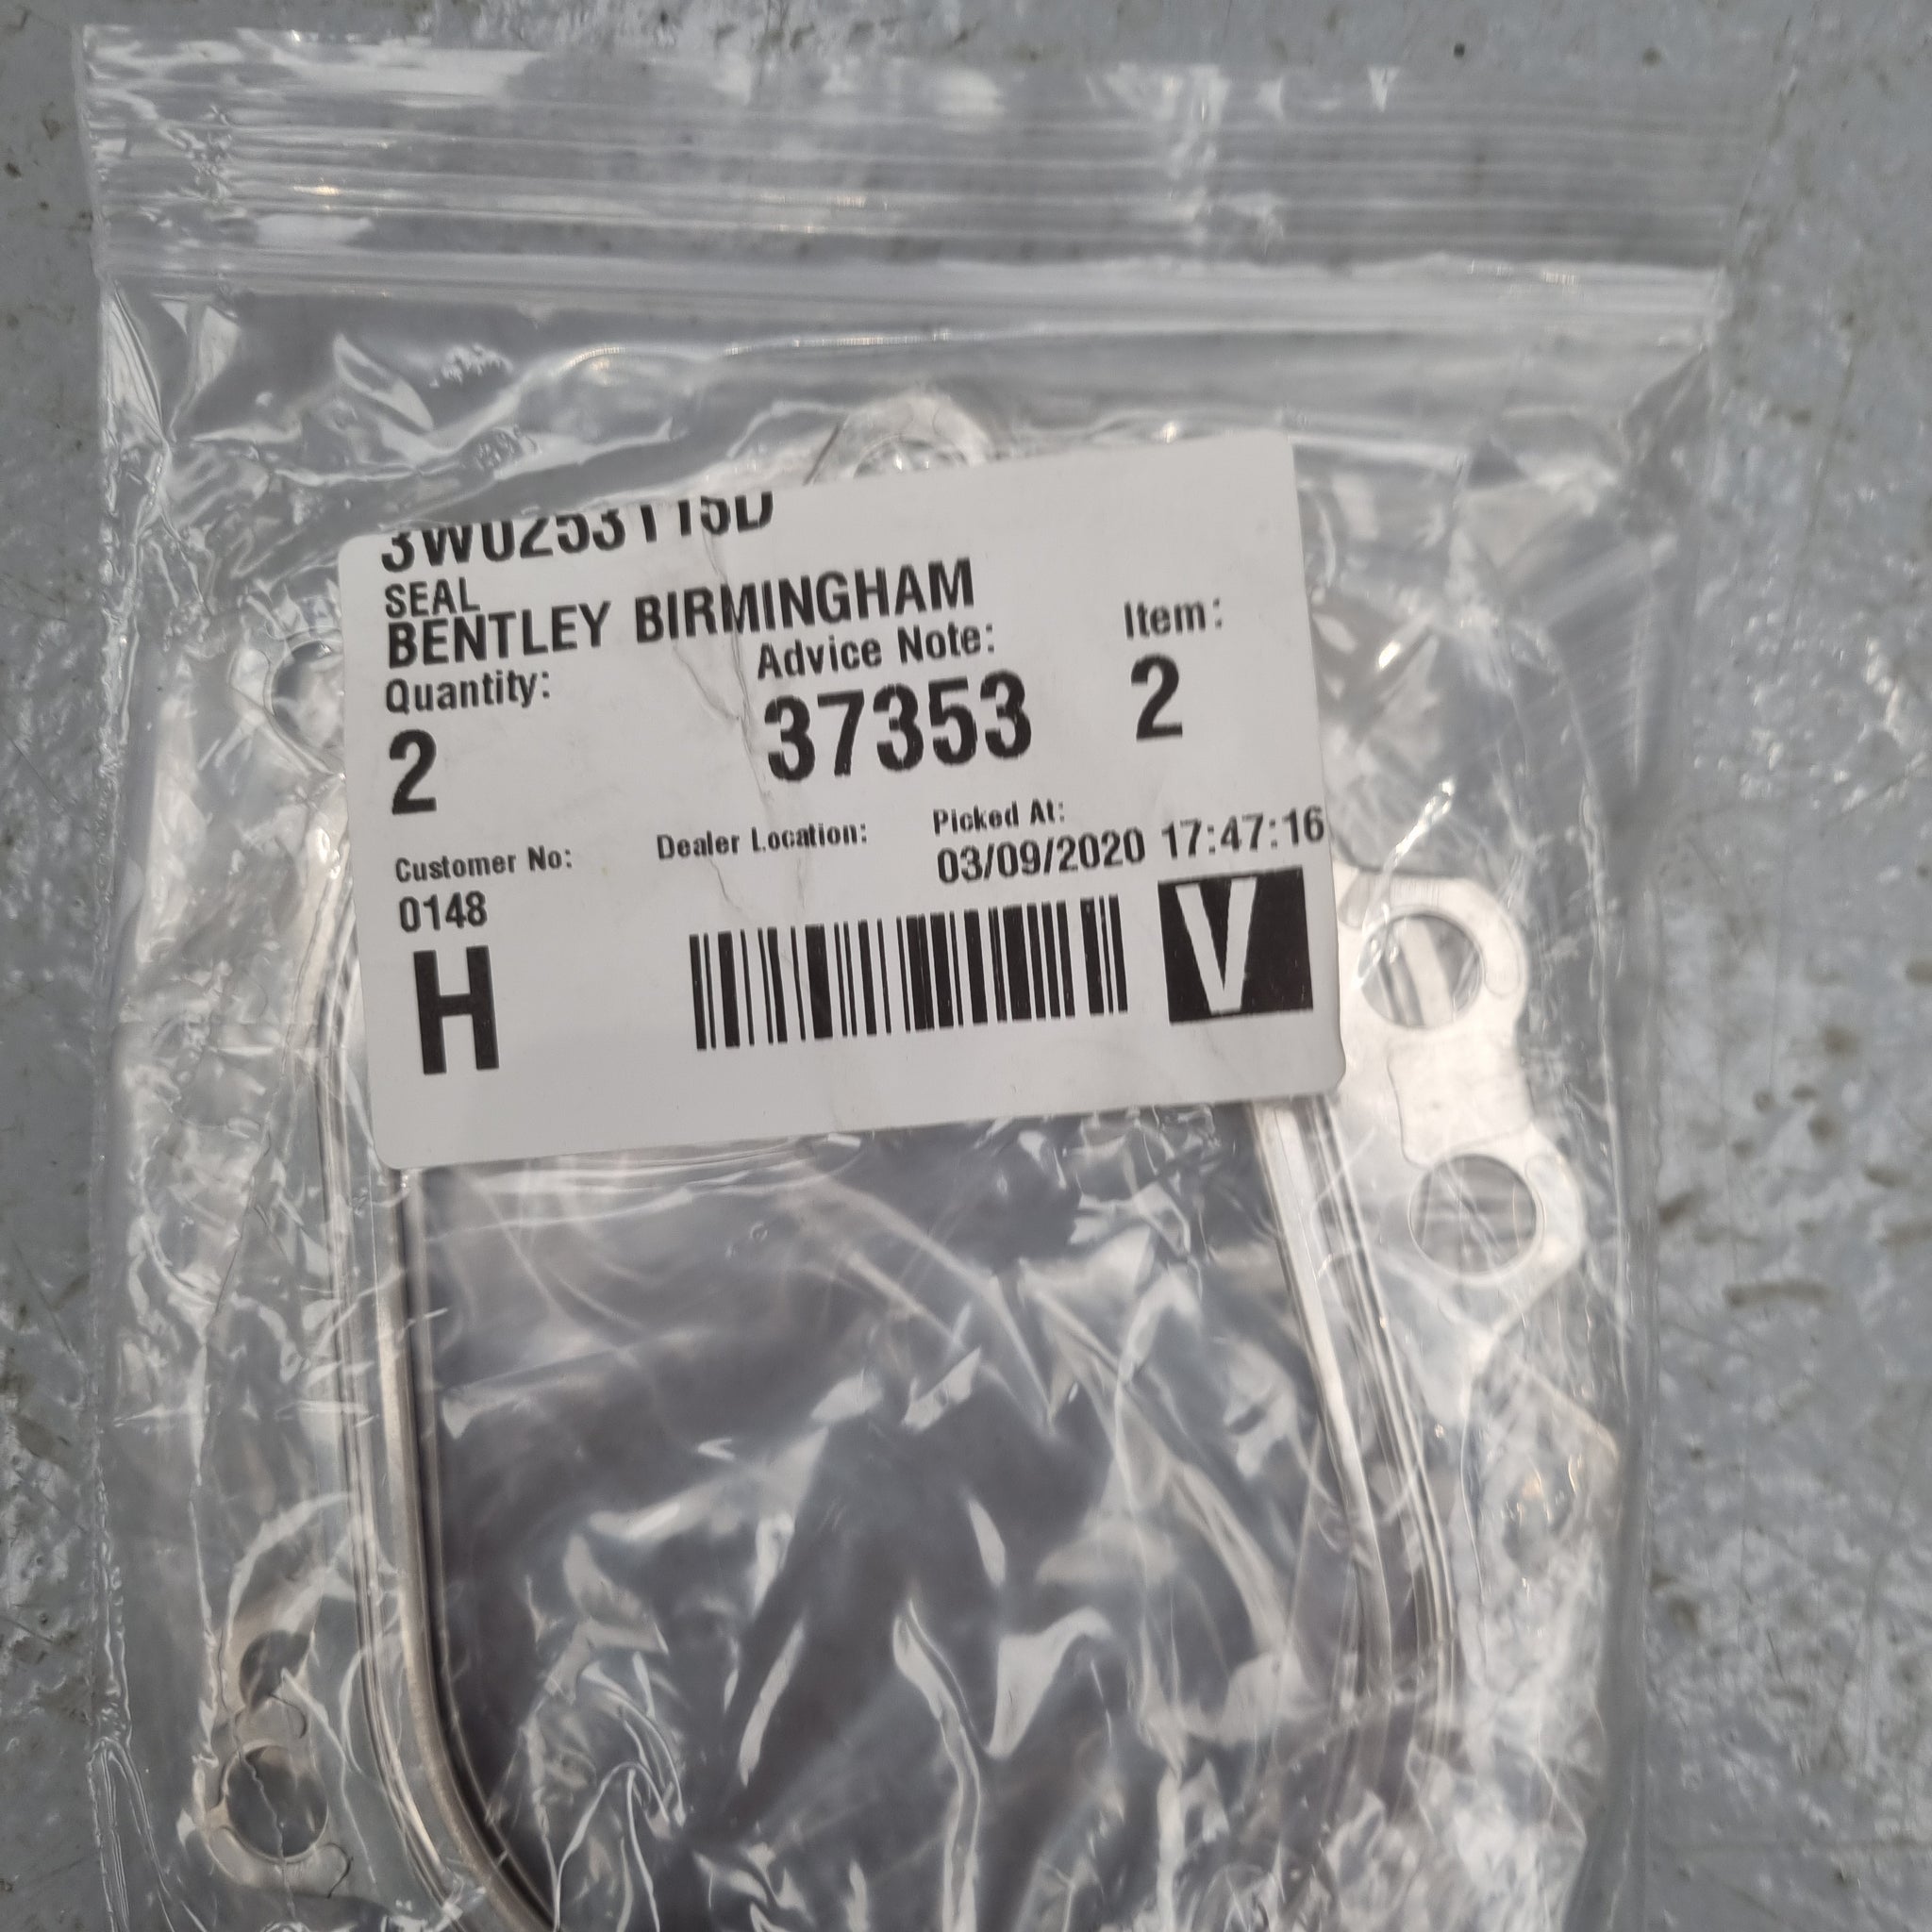 3W0253115D
SEAL
BENTLEY BIRMINGHAM
Quantity: Advice Note: Item:
2 37353 2
Customer No: Dealer Location: Picked At:
0148 03/09/2020 17:47:16
H V